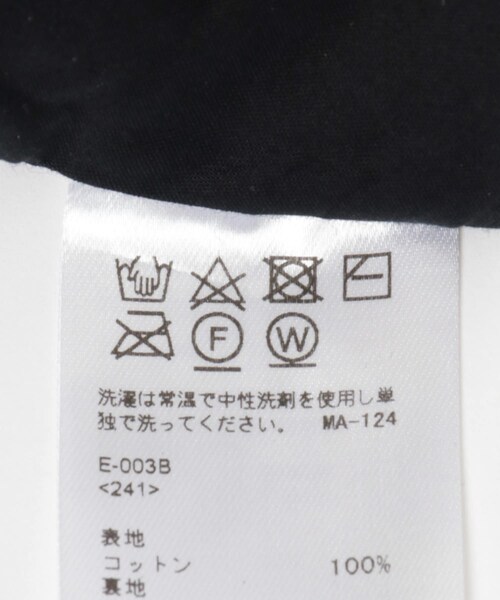 F W
洗濯は常温で中性洗剤を使用し単
独で洗ってください。 MA-124
E-003B
<241>
表地
コットン 100%
裏地